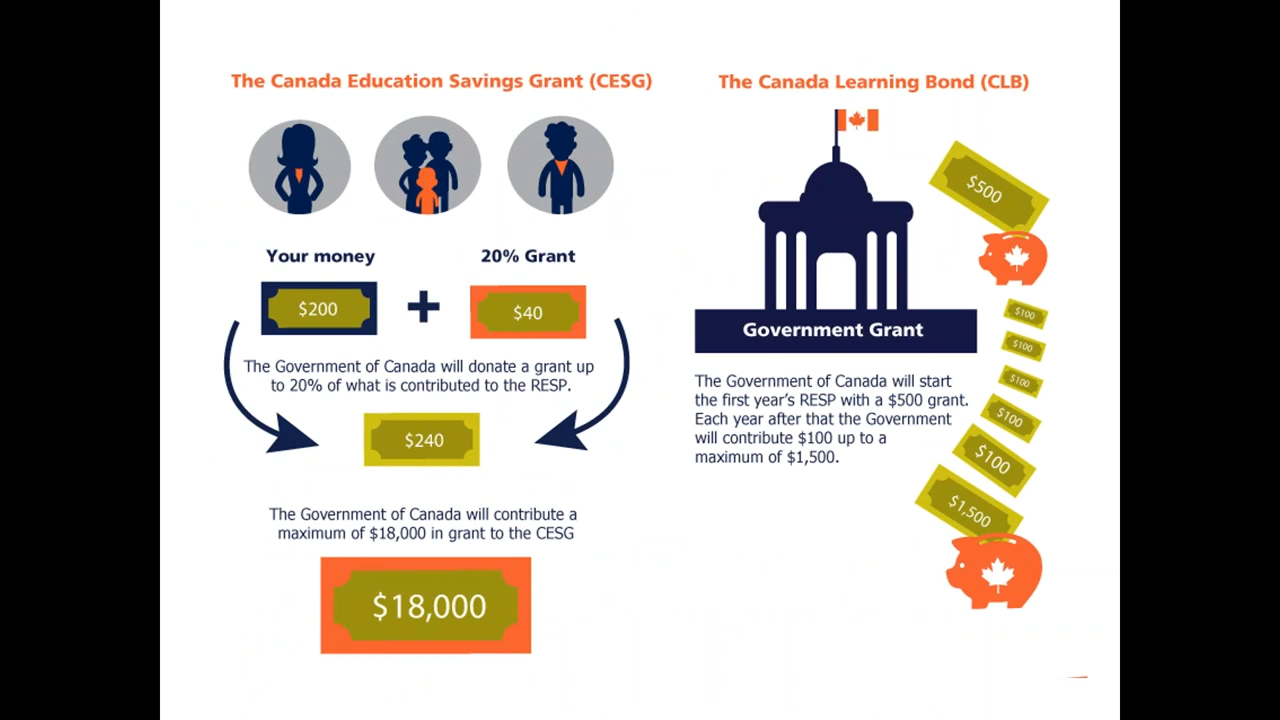 The Canada Education Savings Grant (CESG)
Your money
20% Grant
$200
+
$40
The Government of Canada will donate a grant up
to 20% of what is contributed to the RESP.
$240
The Government of Canada will contribute a
maximum of $18,000 in grant to the CESG
$18,000
The Canada Learning Bond (CLB)
$500
Government Grant
The Government of Canada will start
the first year’s RESP with a $500 grant.
Each year after that the Government
will contribute $100 up to a
maximum of $1,500.
$100
$100
$100
$100
$100
$1,500